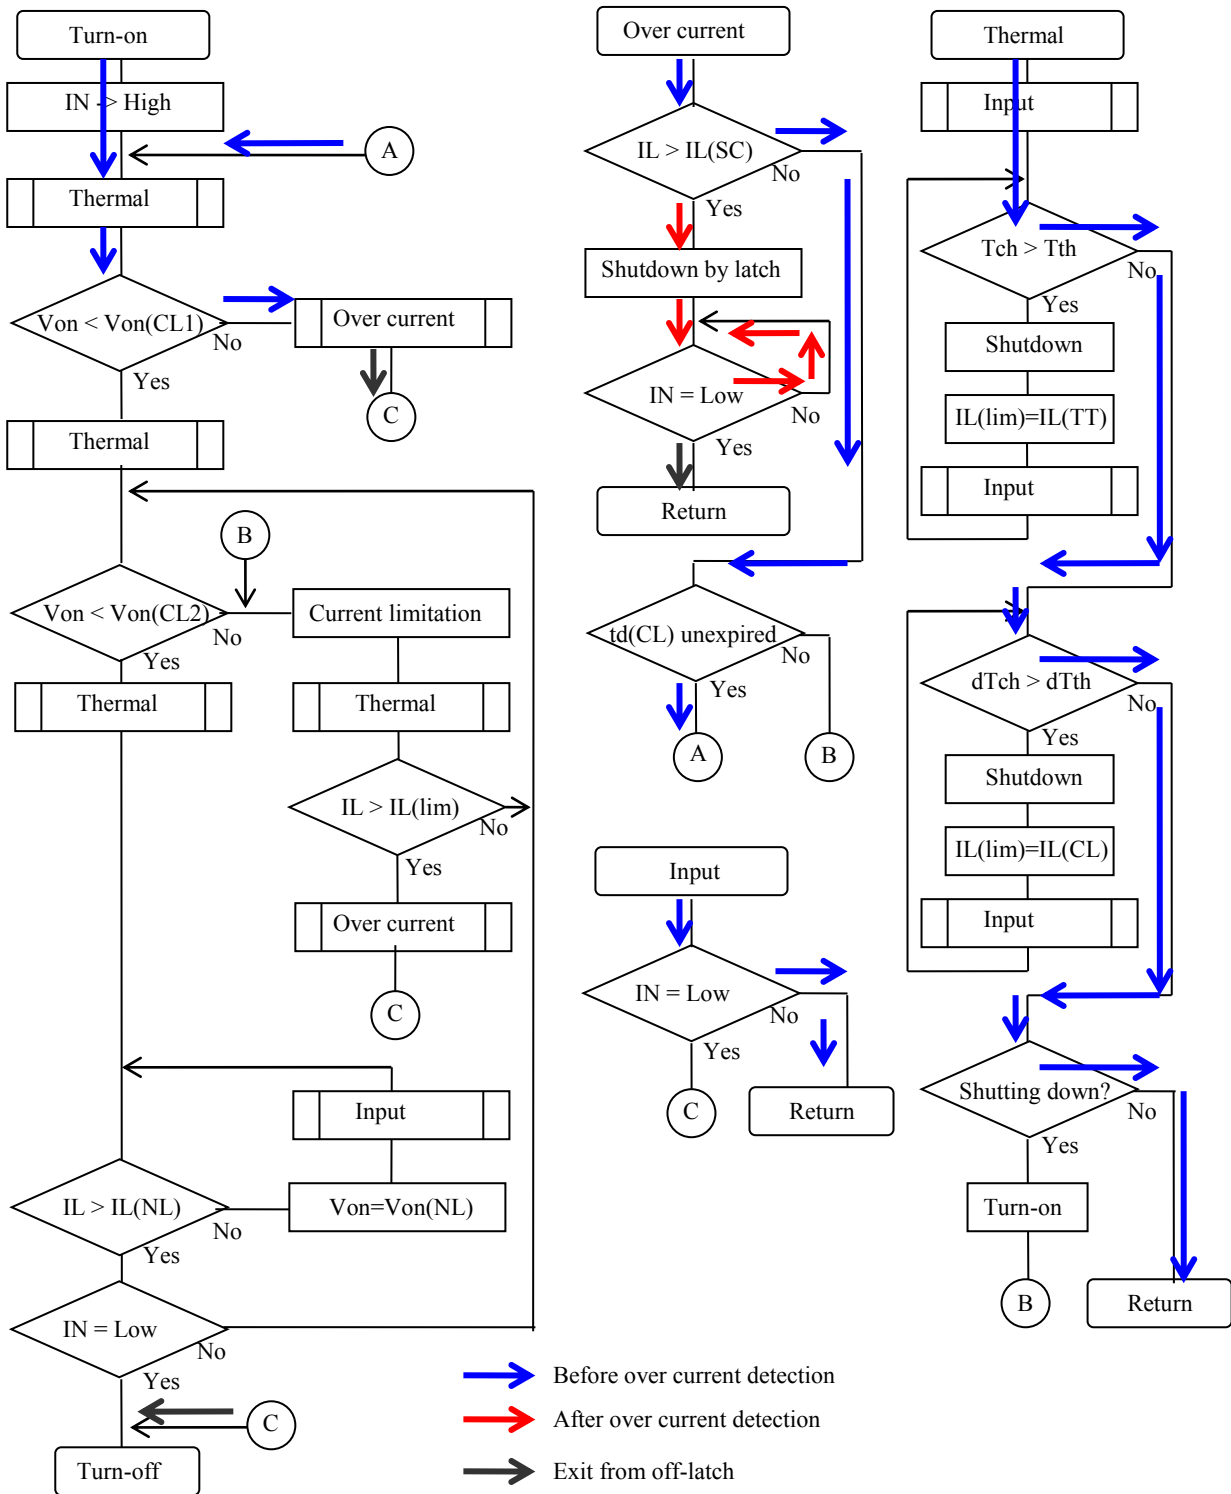 Turn-on
IN -> High
A
Thermal
Von < Von(CL1)
No
Yes
Over current
C
Thermal
B
Von < Von(CL2)
No
Yes
Current limitation
Thermal
Thermal
IL > IL(lim)
No
Yes
Over current
C
Input
IL > IL(NL)
No
Yes
Von=Von(NL)
IN = Low
No
Yes
C
Turn-off
Over current
IL > IL(SC)
No
Yes
Shutdown by latch
IN = Low
No
Yes
Return
td(CL) unexpired
No
Yes
A
B
Input
IN = Low
No
Yes
C
Return
Thermal
Input
Tch > Tth
No
Yes
Shutdown
IL(lim)=IL(TT)
Input
dTch > dTth
No
Yes
Shutdown
IL(lim)=IL(CL)
Input
Shutting down?
No
Yes
Turn-on
B
Return
Before over current detection
After over current detection
Exit from off-latch